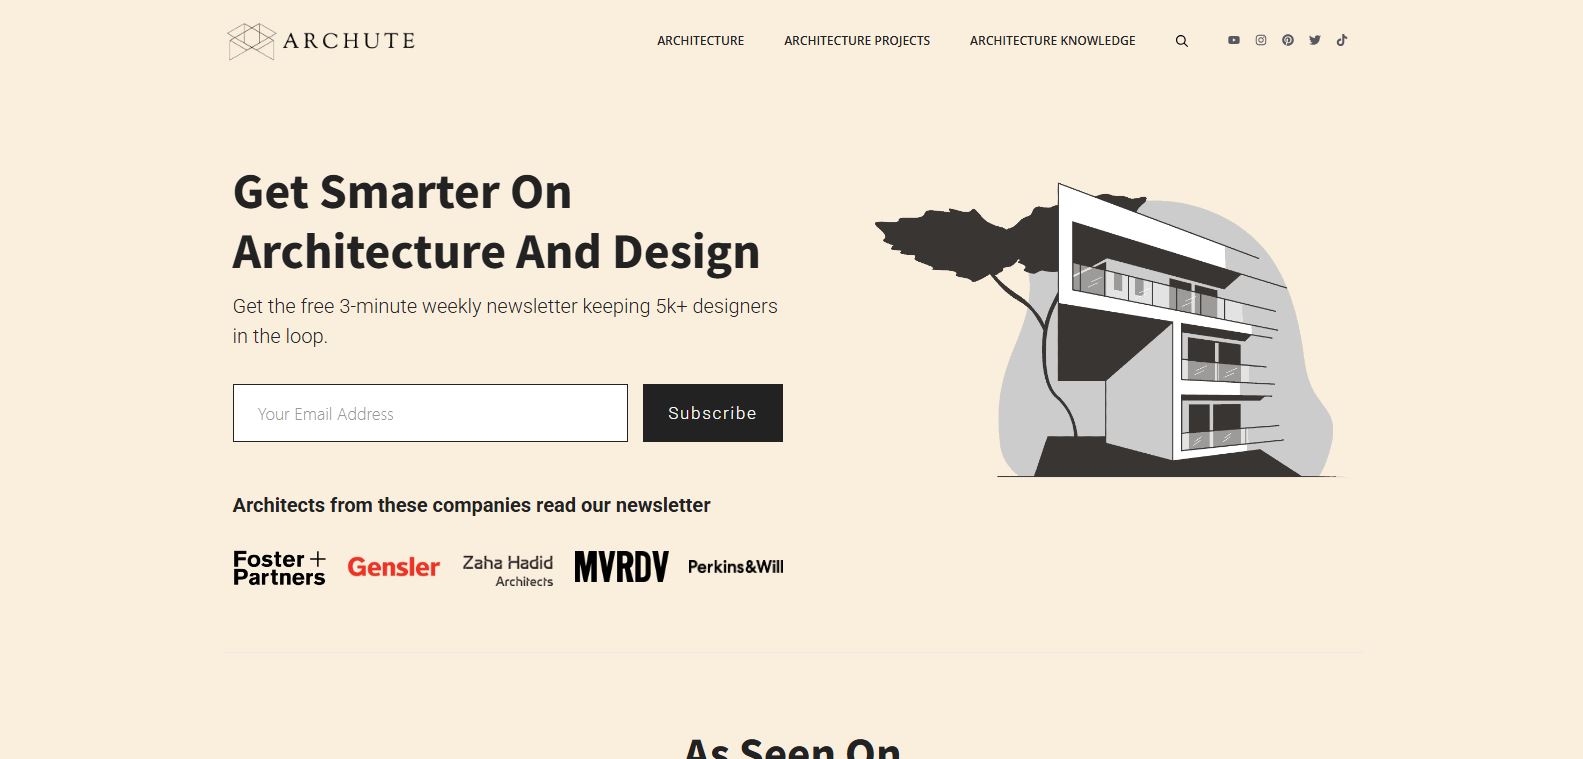 ARCHUTE
ARCHITECTURE ARCHITECTURE PROJECTS ARCHITECTURE KNOWLEDGE
Get Smarter On
Architecture And Design
Get the free 3-minute weekly newsletter keeping 5k+ designers
in the loop.
Your Email Address
Subscribe
Architects from these companies read our newsletter
Foster +
Partners
Gensler
Zaha Hadid
Architects
MVRDV
Perkins&Will
As Seen On